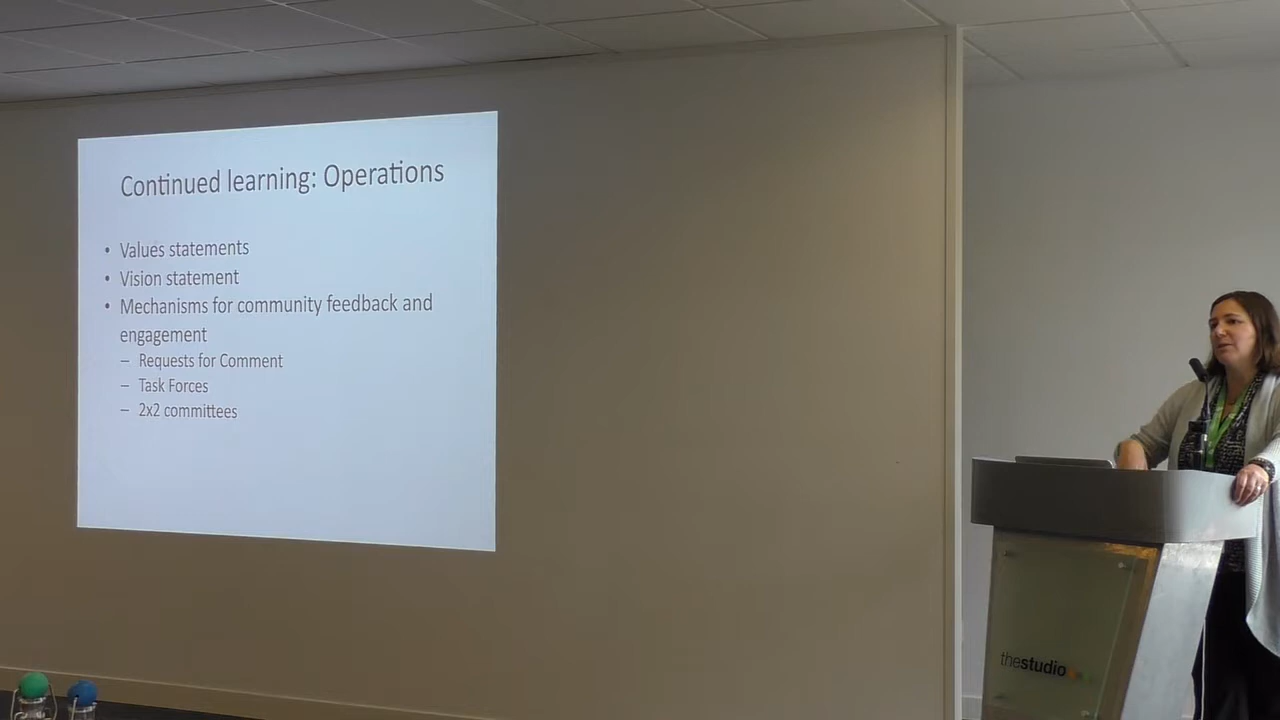 Continued learning: Operations
• Values statements
• Vision statement
• Mechanisms for community feedback and
engagement
– Requests for Comment
– Task Forces
– 2x2 committees
thestudio